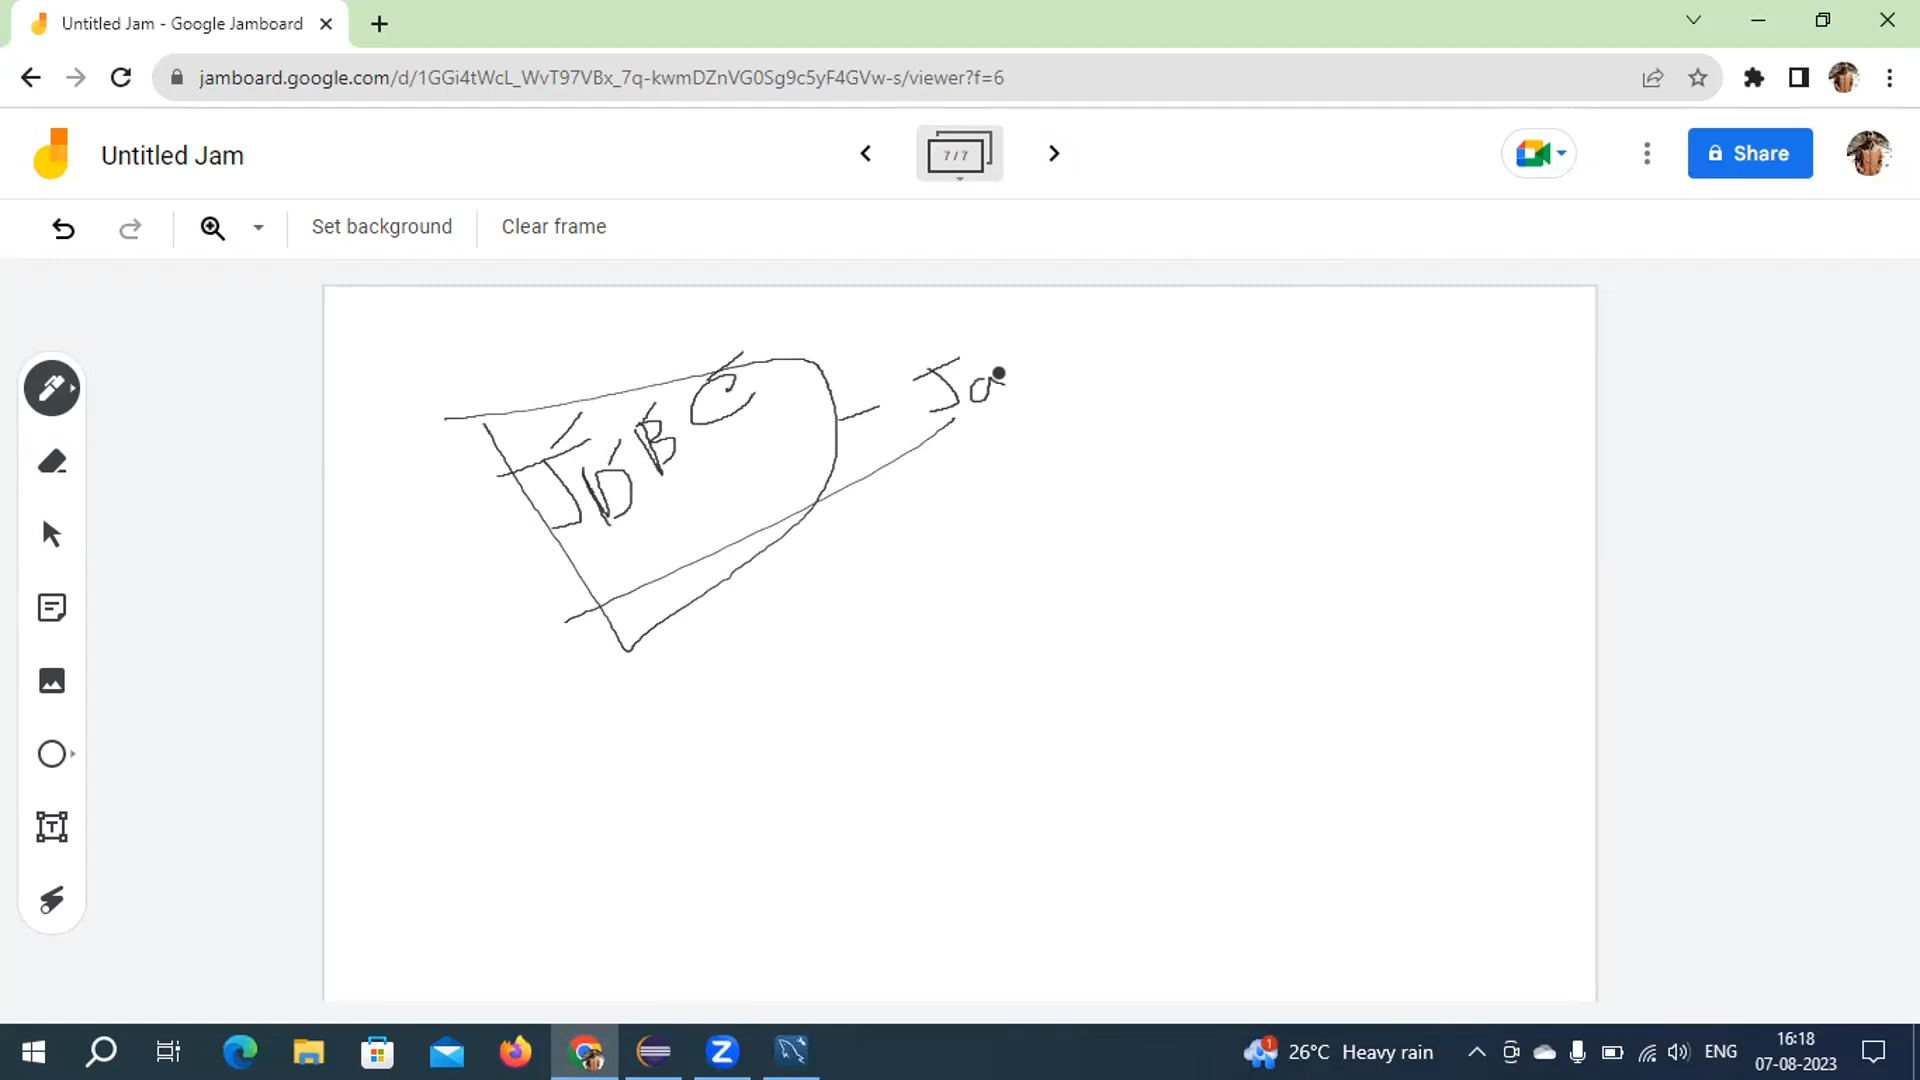 Untitled Jam - Google Jamboard
jamboard.google.com/d/1GGi4tWcL_WvT97VBx_7q-kwmDZnVG0Sg9c5yF4GVw-s/viewer?f=6
Untitled Jam
7 / 7
Share
Set background
Clear frame
JDBC - Ja
26°C Heavy rain
ENG
16:18
07-08-2023